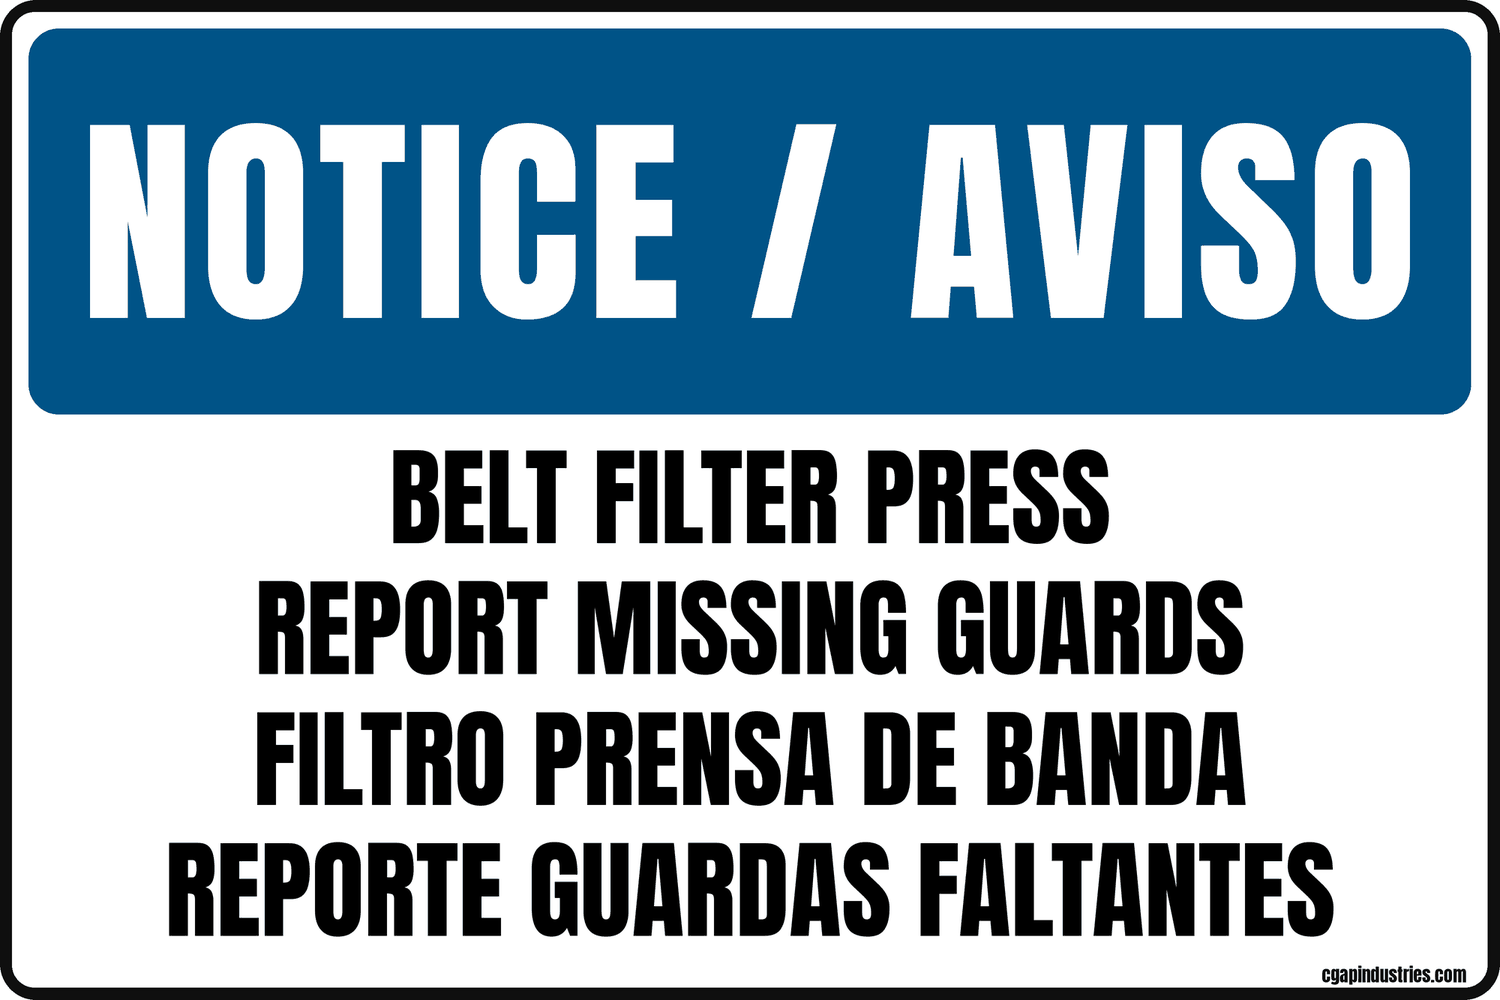 NOTICE / AVISO
BELT FILTER PRESS
REPORT MISSING GUARDS
FILTRO PRENSA DE BANDA
REPORTE GUARDAS FALTANTES
cgapindustries.com